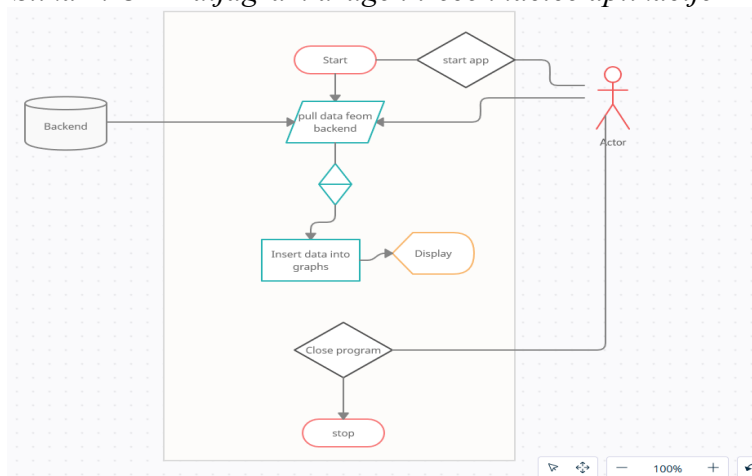 Start
start app
pull data feom
backend
Backend
Actor
Insert data into
graphs
Display
Close program
stop
100%